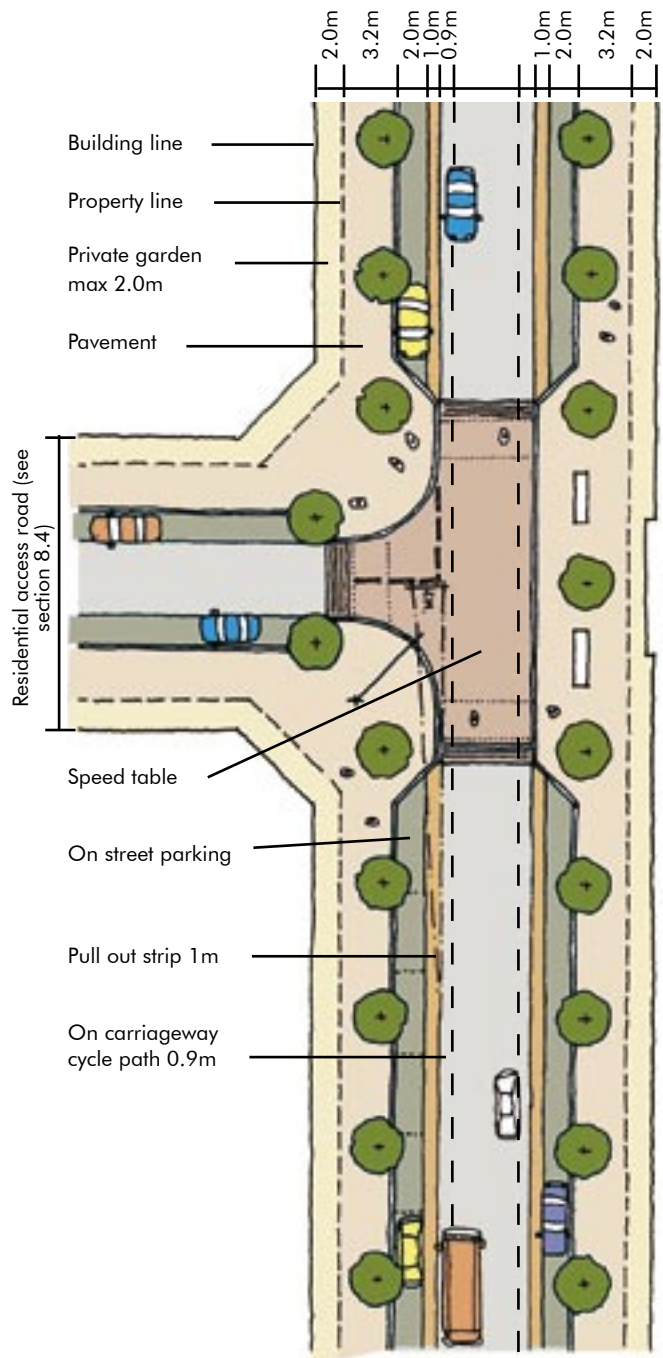 2.0m
3.2m
2.0m
1.0m
0.9m
1.0m
2.0m
3.2m
2.0m
Building line
Property line
Private garden
max 2.0m
Pavement
Residential access road (see
section 8.4)
Speed table
On street parking
Pull out strip 1m
On carriageway
cycle path 0.9m